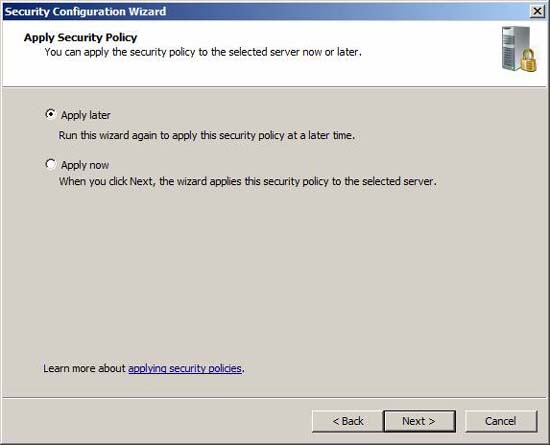 Security Configuration Wizard
Apply Security Policy
You can apply the security policy to the selected server now or later.
Apply later
Run this wizard again to apply this security policy at a later time.
Apply now
When you click Next, the wizard applies this security policy to the selected server.
Learn more about applying security policies.
< Back Next > Cancel